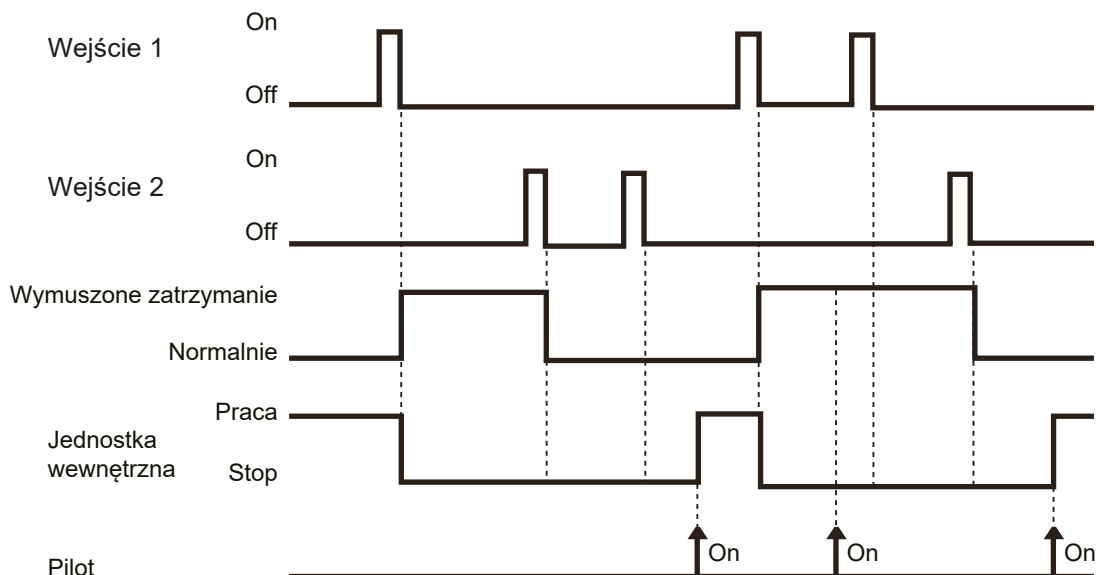 On
Wejście 1
Off
On
Wejście 2
Off
Wymuszone zatrzymanie
Normalnie
Praca
Jednostka
wewnętrzna
Stop
On
On
On
Pilot